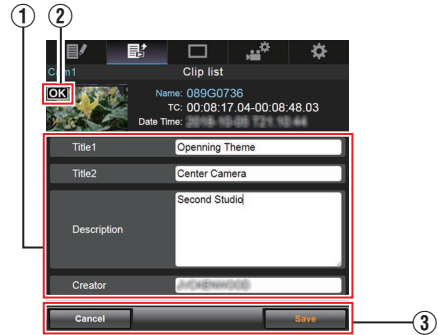 ① ②
Cam1 Clip list
OK
Name: 089G0736
TC: 00:08:17.04-00:08:48.03
Date Time:
Title1 Openning Theme
Title2 Center Camera
Description Second Studio
Creator
Cancel Save
③